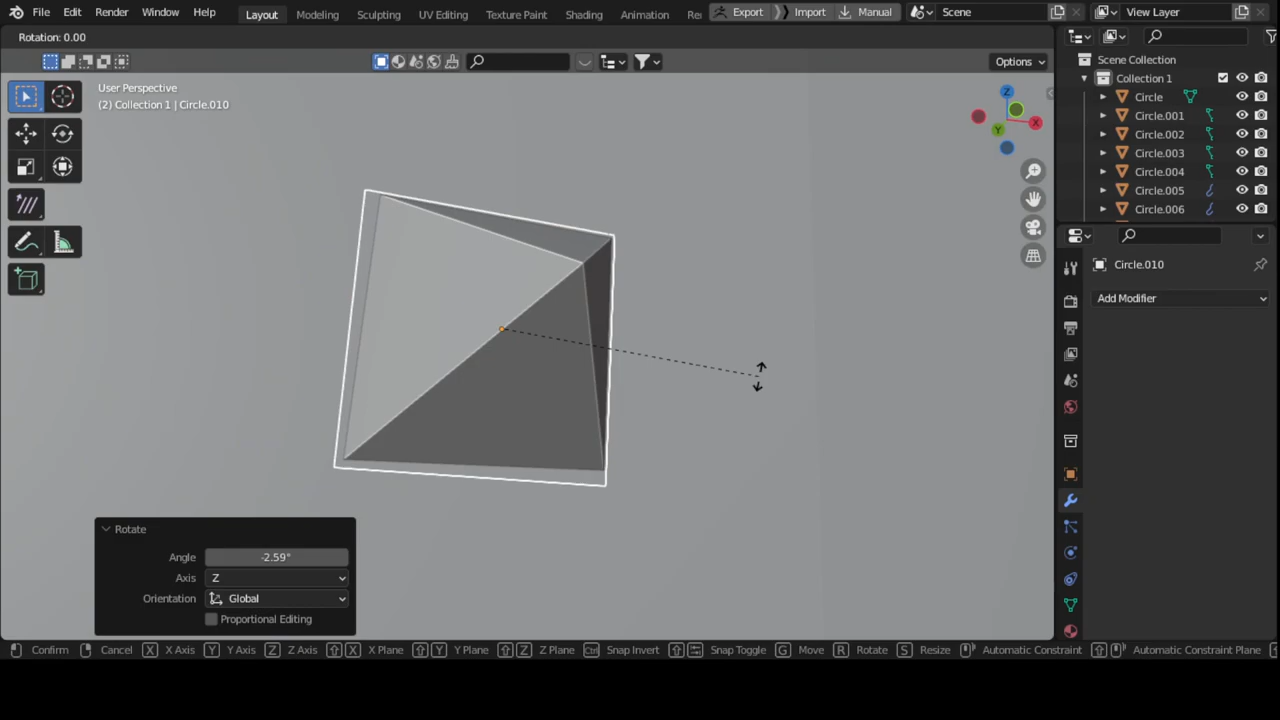 File Edit Render Window Help Layout Modeling Sculpting UV Editing Texture Paint Shading Animation Re Export Import Manual Scene View Layer
Rotation: 0.00
Options
User Perspective
(2) Collection 1 | Circle.010
Z
X
Y
Scene Collection
Collection 1
Circle
Circle.001
Circle.002
Circle.003
Circle.004
Circle.005
Circle.006
Circle.010
Add Modifier
Rotate
Angle -2.59°
Axis Z
Orientation Global
Proportional Editing
Confirm Cancel X X Axis Y Y Axis Z Z Axis X X Plane Y Y Plane Z Z Plane Ctrl Snap Invert Snap Toggle G Move R Rotate S Resize Automatic Constraint Automatic Constraint Plane